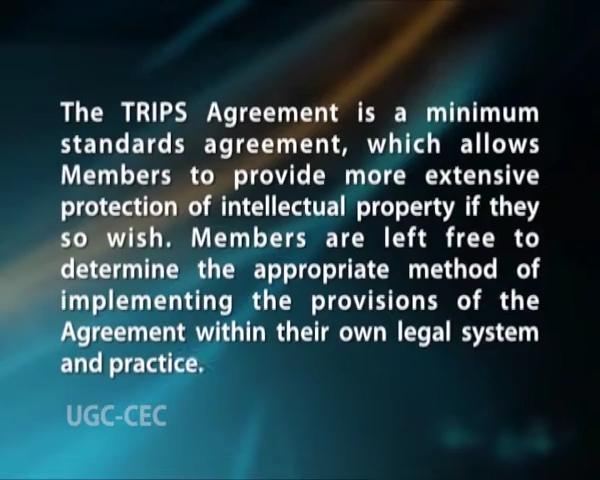 The TRIPS Agreement is a minimum
standards agreement, which allows
Members to provide more extensive
protection of intellectual property if they
so wish. Members are left free to
determine the appropriate method of
implementing the provisions of the
Agreement within their own legal system
and practice.
UGC-CEC